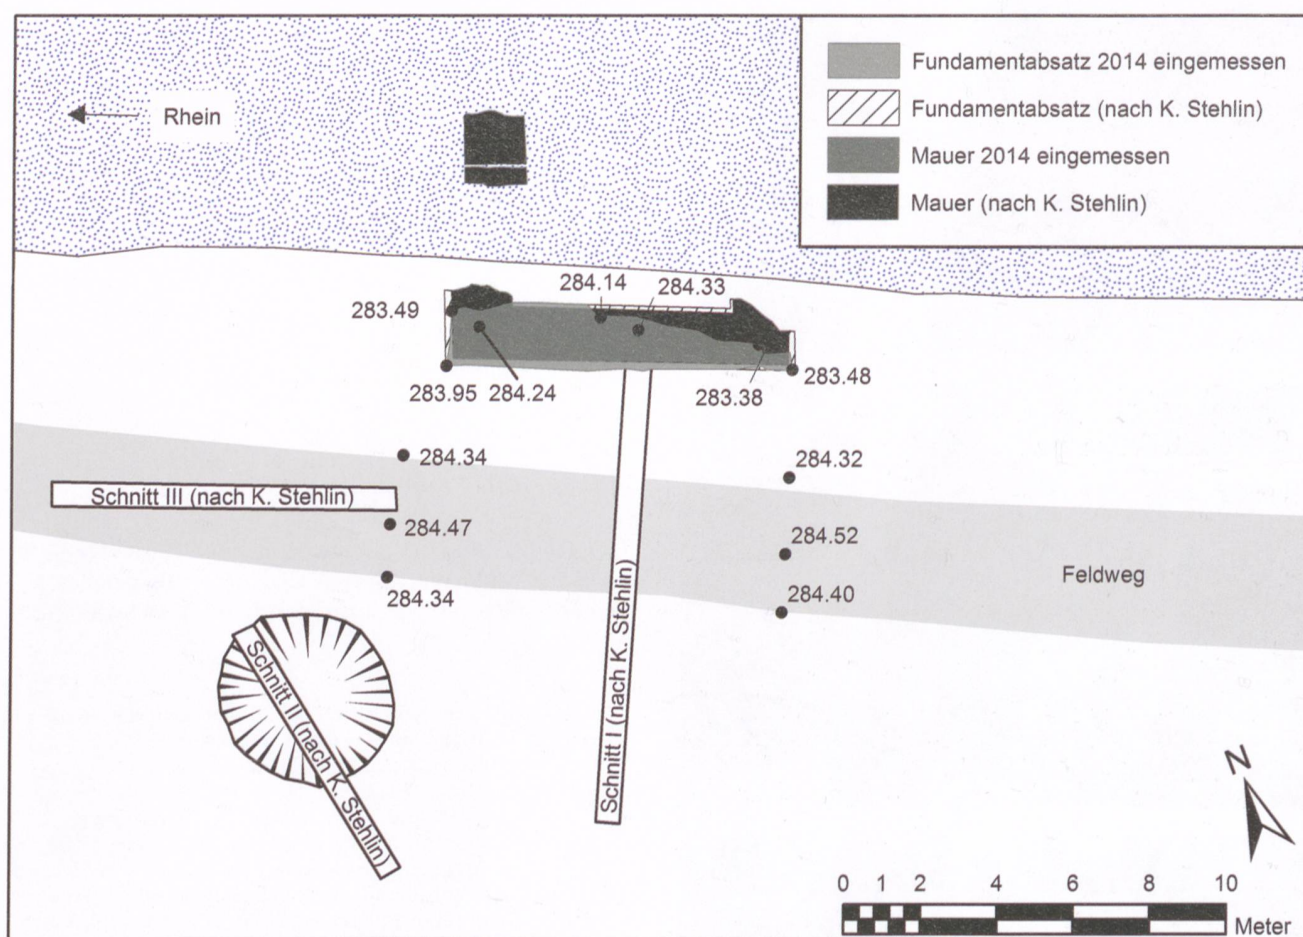 Fundamentabsatz 2014 eingemessen
Rhein
Fundamentabsatz (nach K. Stehlin)
Mauer 2014 eingemessen
Mauer (nach K. Stehlin)
284.14
284.33
283.49
283.95
284.24
283.38
283.48
284.34
284.32
Schnitt III (nach K. Stehlin)
284.47
284.52
Feldweg
284.34
284.40
Schnitt II (nach K. Stehlin)
Schnitt I (nach K. Stehlin)
N
0 1 2 4 6 8 10
Meter